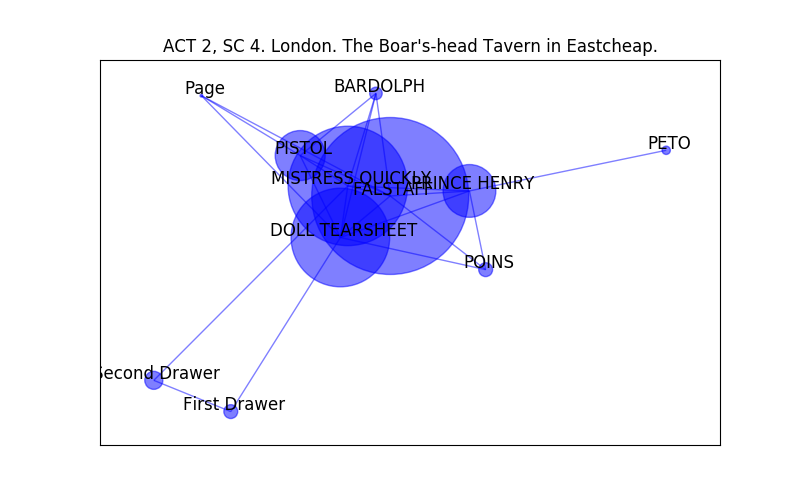 ACT 2, SC 4. London. The Boar's-head Tavern in Eastcheap.
Page
BARDOLPH
PETO
PISTOL
MISTRESS QUICKLY
PRINCE HENRY
FALSTAFF
DOLL TEARSHEET
POINS
Second Drawer
First Drawer